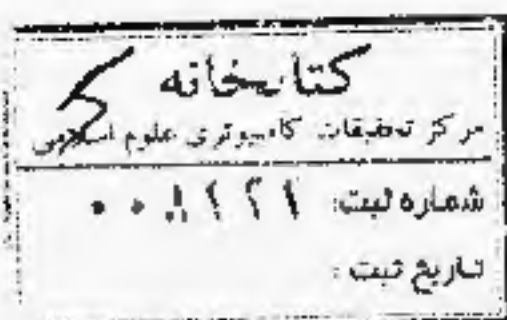 کتابخانه
مرکز تحقیقات کامپیوتری علوم اسلامی
شماره ثبت:
تاریخ ثبت: